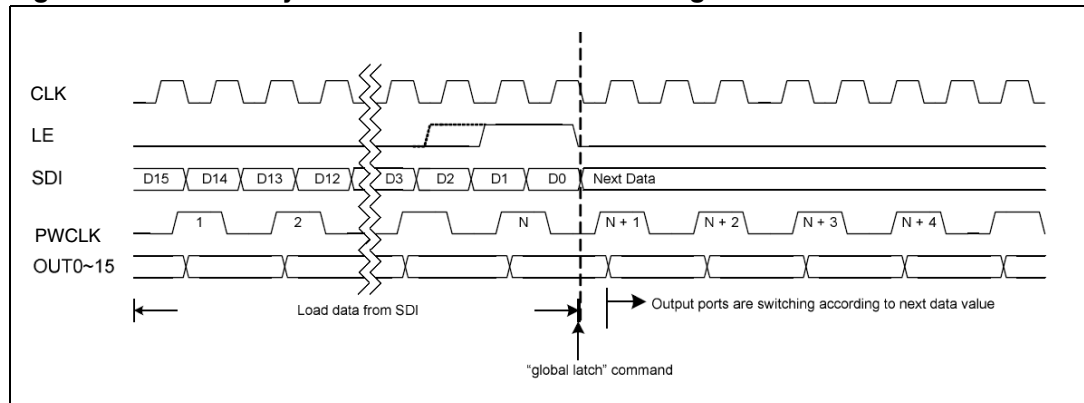 CLK
LE
SDI D15 D14 D13 D12 D3 D2 D1 D0 Next Data
PWCLK 1 2 N N + 1 N + 2 N + 3 N + 4
OUT0~15
Load data from SDI
Output ports are switching according to next data value
"global latch" command